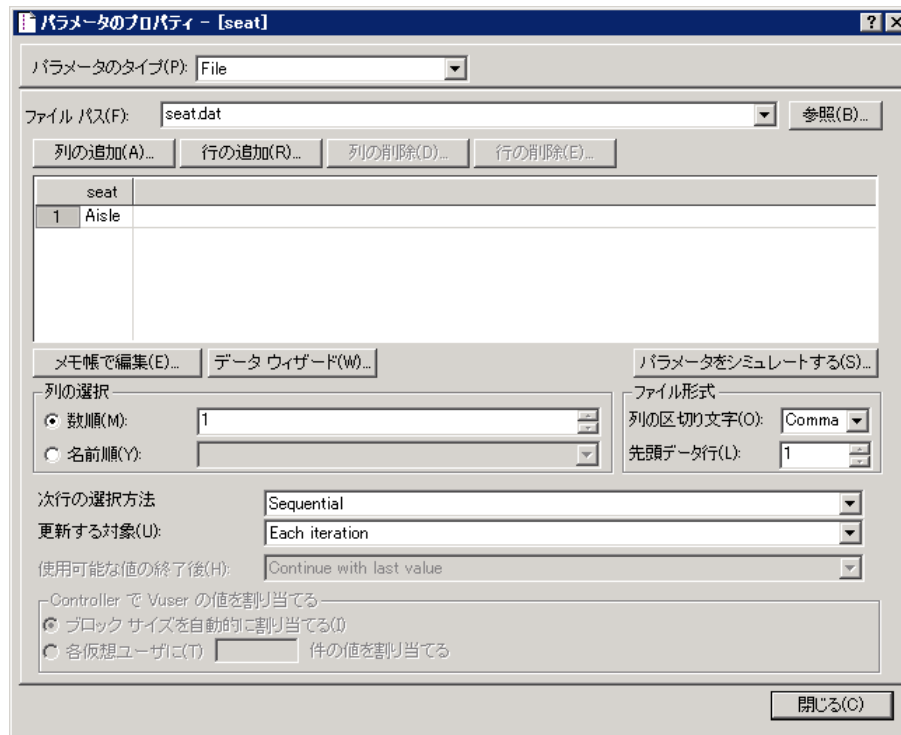 パラメータのプロパティ - [seat]
パラメータのタイプ(P): File
ファイル パス(F): seat.dat 参照(B)...
列の追加(A)... 行の追加(R)... 列の削除(D)... 行の削除(E)...
seat
1 Aisle
メモ帳で編集(E)... データ ウィザード(W)... パラメータをシミュレートする(S)...
列の選択 ファイル形式
数順(M): 1 列の区切り文字(O): Comma
名前順(Y): 先頭データ行(L): 1
次行の選択方法 Sequential
更新する対象(U): Each iteration
使用可能な値の終了後(H): Continue with last value
Controller で Vuser の値を割り当てる
ブロック サイズを自動的に割り当てる(I)
各仮想ユーザに(T) 件の値を割り当てる
閉じる(C)